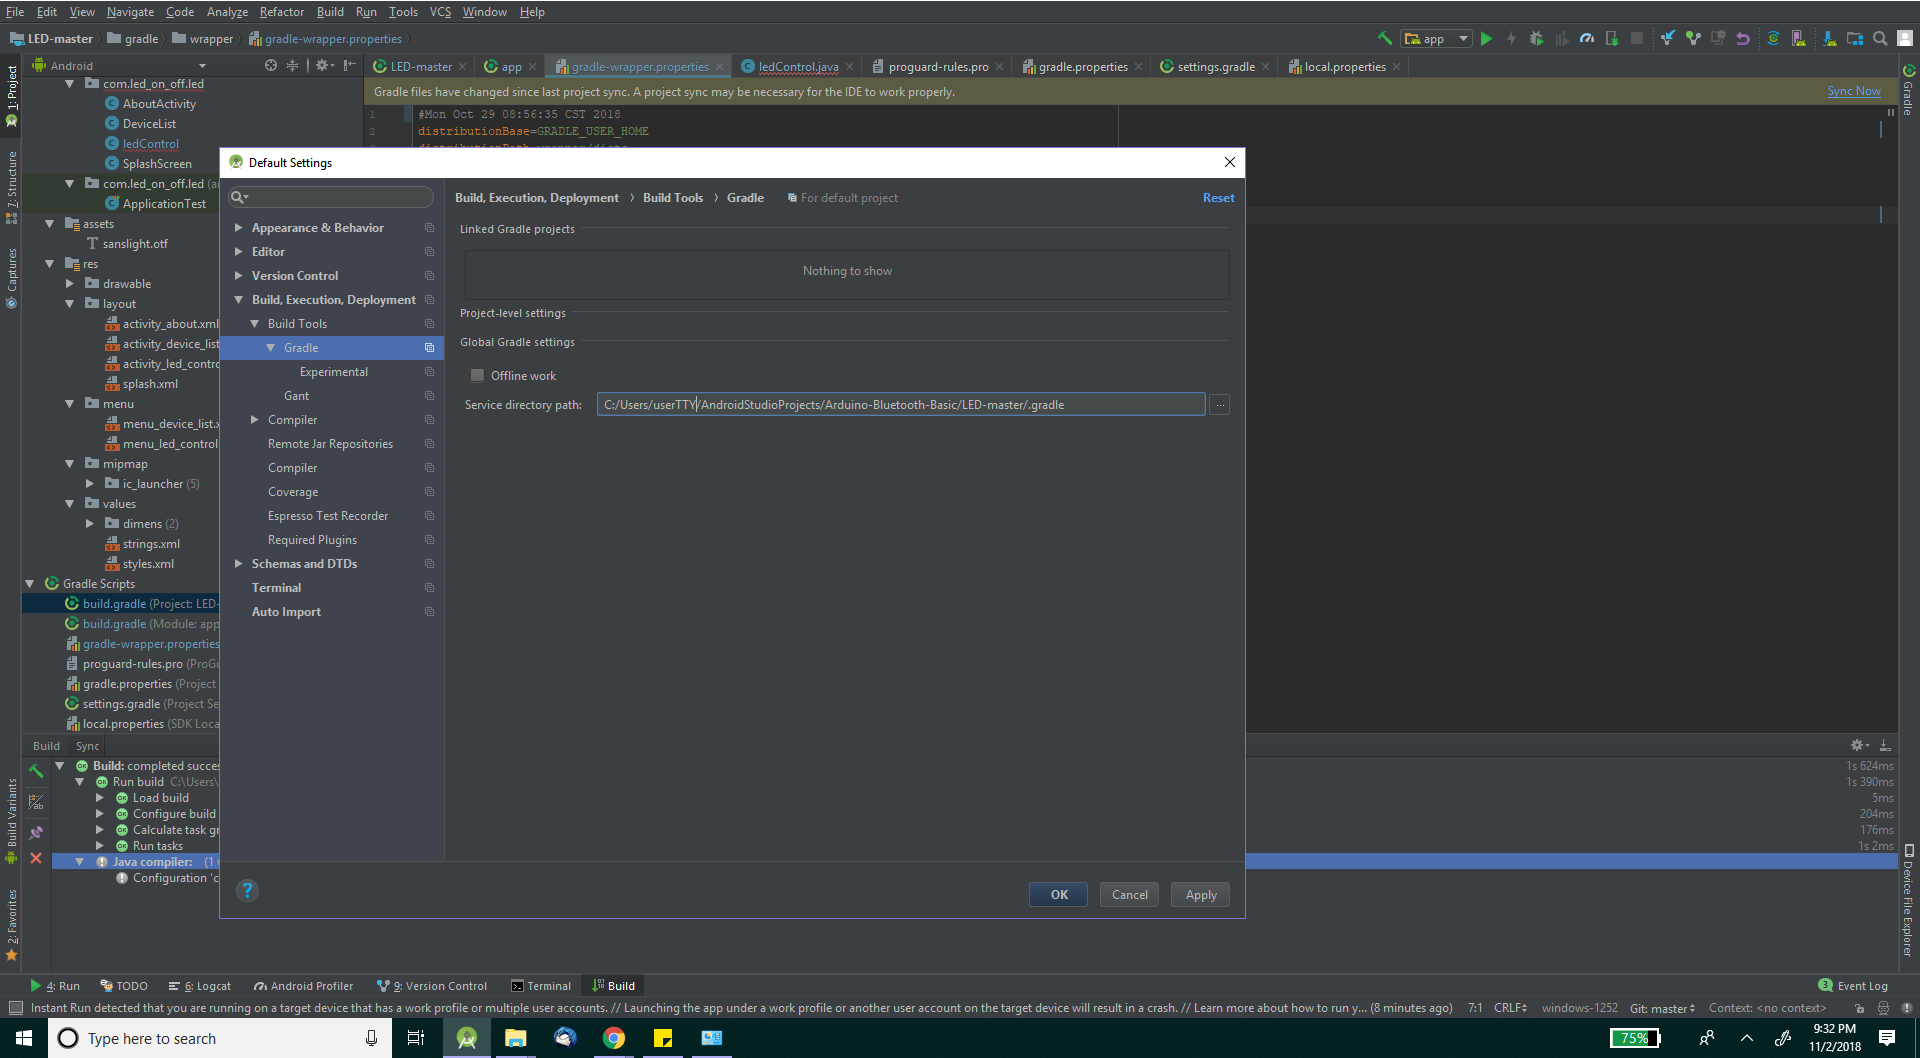 File Edit View Navigate Code Analyze Refactor Build Run Tools VCS Window Help
LED-master gradle wrapper gradle-wrapper.properties
app
1: Project
7: Structure
Captures
Build Variants
2: Favorites
Android
com.led_on_off.led
AboutActivity
DeviceList
ledControl
SplashScreen
com.led_on_off.led
ApplicationTest
assets
sanslight.otf
res
drawable
layout
activity_about.xml
activity_device_list
activity_led_contro
splash.xml
menu
menu_device_list.x
menu_led_control
mipmap
ic_launcher (5)
values
dimens (2)
strings.xml
styles.xml
Gradle Scripts
build.gradle (Project: LED-
build.gradle (Module: app
gradle-wrapper.properties
proguard-rules.pro (ProGu
gradle.properties (Project
settings.gradle (Project Se
local.properties (SDK Loca
LED-master app gradle-wrapper.properties ledControl.java proguard-rules.pro gradle.properties settings.gradle local.properties
Gradle files have changed since last project sync. A project sync may be necessary for the IDE to work properly.
Sync Now
1 #Mon Oct 29 08:56:35 CST 2018
2 distributionBase=GRADLE_USER_HOME
Default Settings
Appearance & Behavior
Editor
Version Control
Build, Execution, Deployment
Build Tools
Gradle
Experimental
Gant
Compiler
Remote Jar Repositories
Compiler
Coverage
Espresso Test Recorder
Required Plugins
Schemas and DTDs
Terminal
Auto Import
Build, Execution, Deployment › Build Tools › Gradle For default project
Reset
Linked Gradle projects
Nothing to show
Project-level settings
Global Gradle settings
Offline work
Service directory path: C:/Users/userTTY/AndroidStudioProjects/Arduino-Bluetooth-Basic/LED-master/.gradle ...
?
OK Cancel Apply
Gradle
Device File Explorer
Build Sync
Build: completed succes
1s 624ms
Run build C:\Users\
1s 390ms
Load build
5ms
Configure build
204ms
Calculate task gr
176ms
Run tasks
1s 2ms
Java compiler: (1
Configuration 'c
4: Run TODO 6: Logcat Android Profiler 9: Version Control Terminal Build
3 Event Log
Instant Run detected that you are running on a target device that has a work profile or multiple user accounts. // Launching the app under a work profile or another user account on the target device will result in a crash. // Learn more about how to run y... (8 minutes ago)
7:1 CRLF windows-1252 Git: master Context: <no context>
Type here to search
75%
9:32 PM
11/2/2018